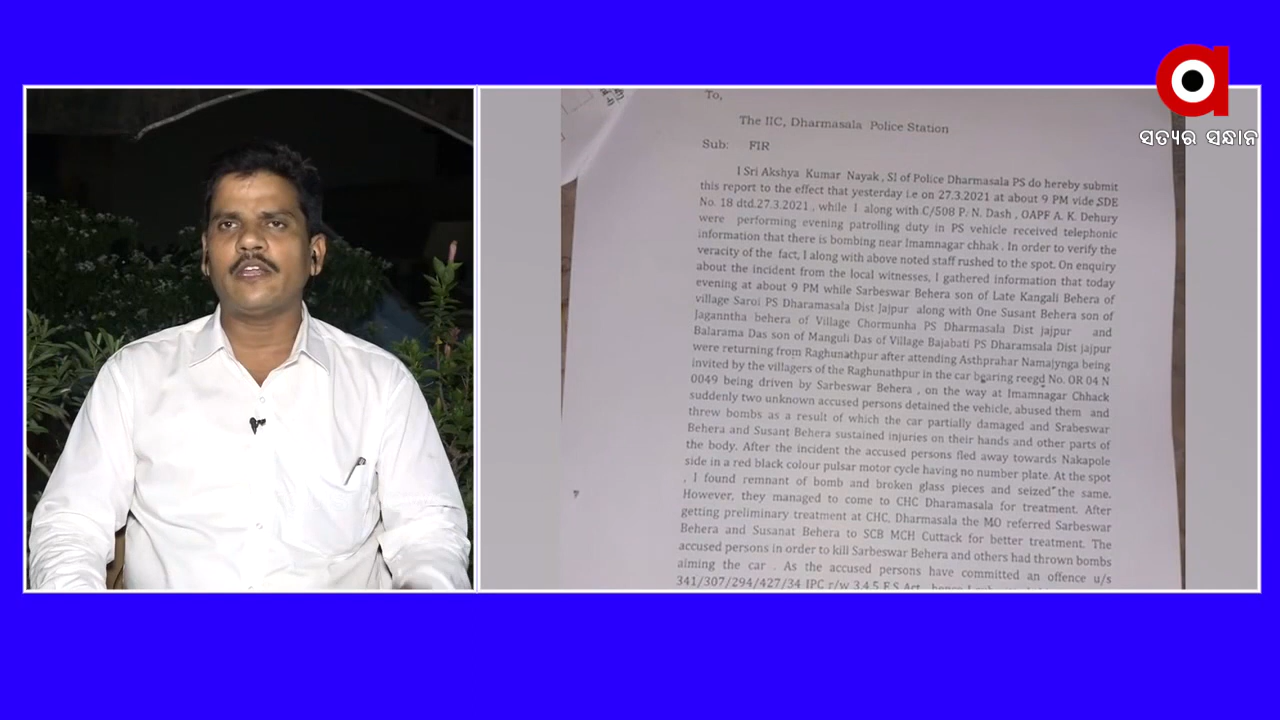 ସତ୍ୟର ସନ୍ଧାନ
To,
The IIC, Dharmasala Police Station
Sub: FIR
I Sri Akshya Kumar Nayak, SI of Police Dharmasala PS do hereby submit
this report to the effect that yesterday i.e on 27.3.2021 at about 9 PM vide SDE
No. 18 dtd.27.3.2021, while I along with C/508 P. N. Dash, OAPF A. K. Dehury
were performing evening patrolling duty in PS vehicle received telephonic
information that there is bombing near Imamnagar chhak. In order to verify the
veracity of the fact, I along with above noted staff rushed to the spot. On enquiry
about the incident from the local witnesses, I gathered information that today
evening at about 9 PM while Sarbeswar Behera son of Late Kangali Behera of
village Saroi PS Dharamasala Dist Jajpur along with One Susant Behera son of
Jaganntha behera of Village Chormunha PS Dharmasala Dist jajpur and
Balarama Das son of Manguli Das of Village Bajabati PS Dharamsala Dist jajpur
were returning from Raghunathpur after attending Asthprahar Namajynga being
invited by the villagers of the Raghunathpur in the car bearing reegd No. OR 04 N
0049 being driven by Sarbeswar Behera, on the way at Imamnagar Chhack
suddenly two unknown accused persons detained the vehicle, abused them and
threw bombs as a result of which the car partially damaged and Srabeswar
Behera and Susant Behera sustained injuries on their hands and other parts of
the body. After the incident the accused persons fled away towards Nakapole
side in a red black colour pulsar motor cycle having no number plate. At the spot
, I found remnant of bomb and broken glass pieces and seized the same.
However, they managed to come to CHC Dharamasala for treatment. After
getting preliminary treatment at CHC, Dharmasala the MO referred Sarbeswar
Behera and Susanat Behera to SCB MCH Cuttack for better treatment. The
accused persons in order to kill Sarbeswar Behera and others had thrown bombs
aiming the car. As the accused persons have committed an offence u/s
341/307/294/427/34 IPC r/w 3,4,5 E.S Act,